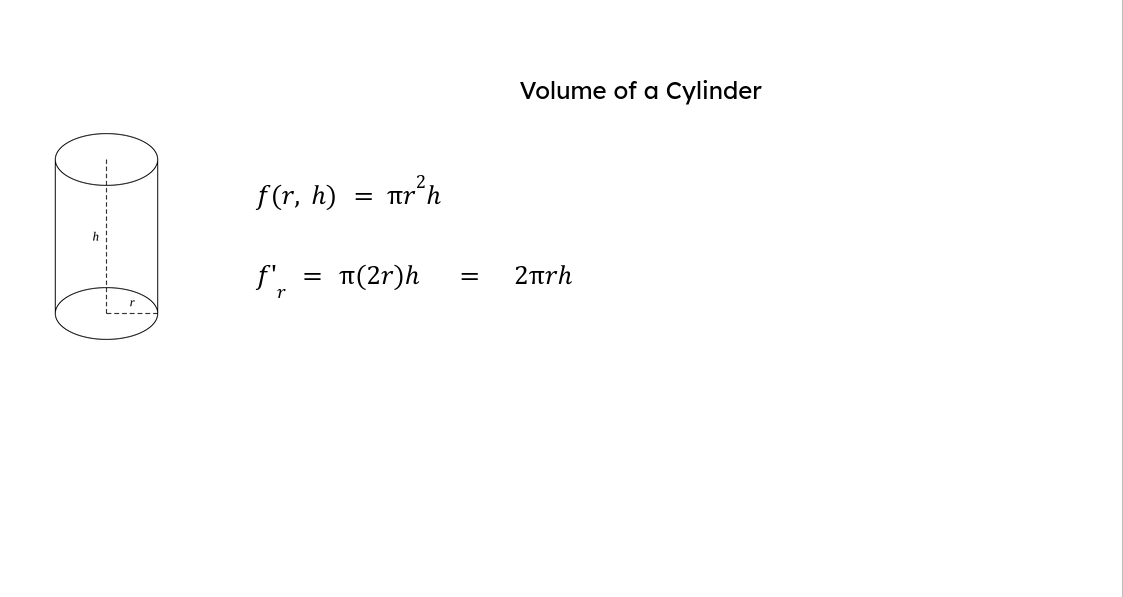 Volume of a Cylinder
f(r, h) = πr²h
h
f'ᵣ = π(2r)h = 2πrh
r